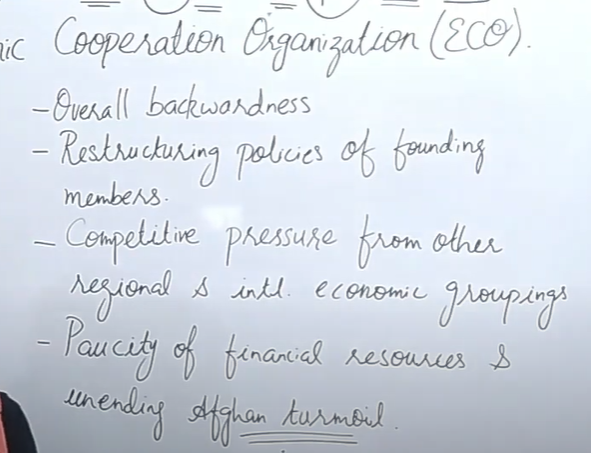 ic Cooperation Organization (ECO).
- Overall backwardness
- Restructuring policies of founding
members.
- Competitive pressure from other
regional & intl. economic groupings
- Paucity of financial resources &
unending Afghan turmoil.